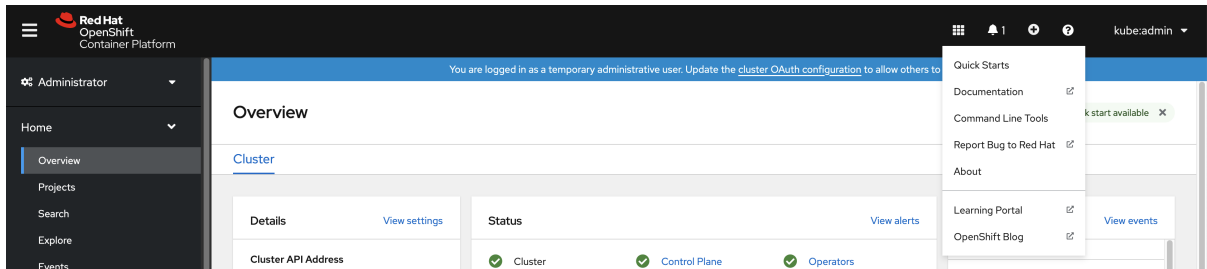 Red Hat
OpenShift
Container Platform
1
kube:admin
Administrator
You are logged in as a temporary administrative user. Update the cluster OAuth configuration to allow others to
Home
Overview
Projects
Search
Explore
Events
Overview
start available
Cluster
Details
View settings
Cluster API Address
Status
View alerts
Cluster
Control Plane
Operators
View events
Quick Starts
Documentation
Command Line Tools
Report Bug to Red Hat
About
Learning Portal
OpenShift Blog